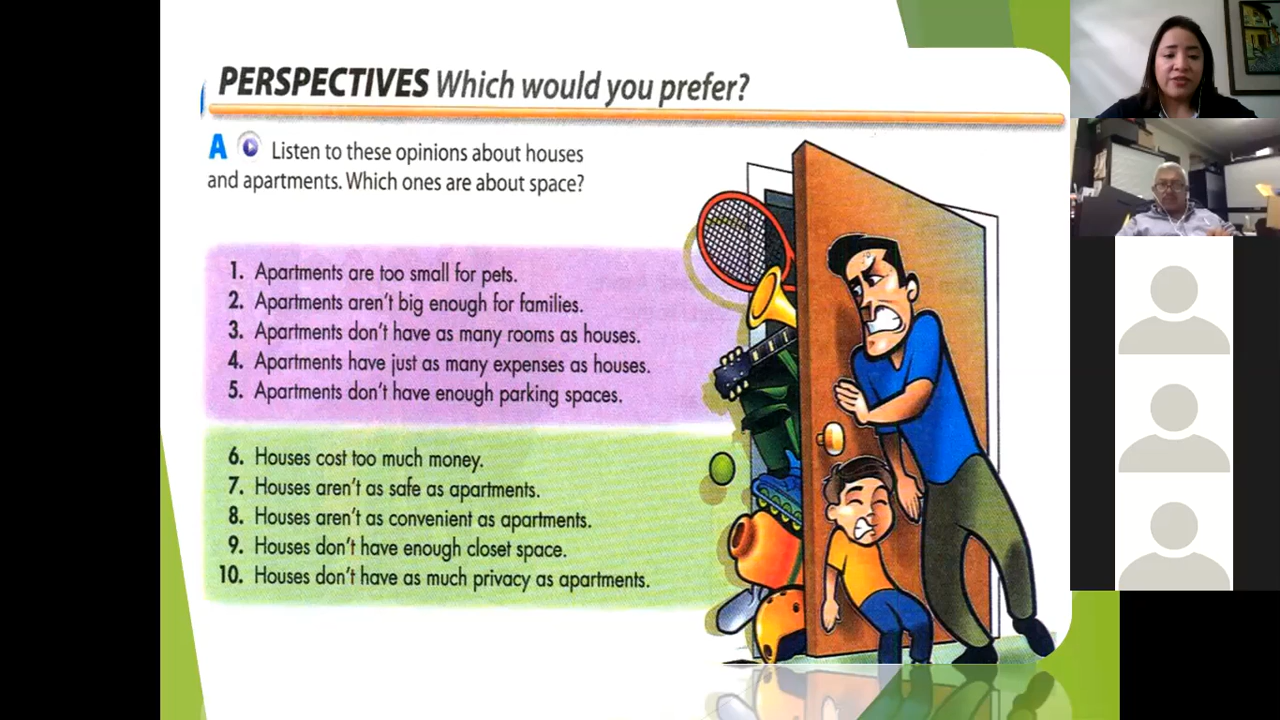 PERSPECTIVES Which would you prefer?
A Listen to these opinions about houses
and apartments. Which ones are about space?
1. Apartments are too small for pets.
2. Apartments aren't big enough for families.
3. Apartments don't have as many rooms as houses.
4. Apartments have just as many expenses as houses.
5. Apartments don't have enough parking spaces.
6. Houses cost too much money.
7. Houses aren't as safe as apartments.
8. Houses aren't as convenient as apartments.
9. Houses don't have enough closet space.
10. Houses don't have as much privacy as apartments.